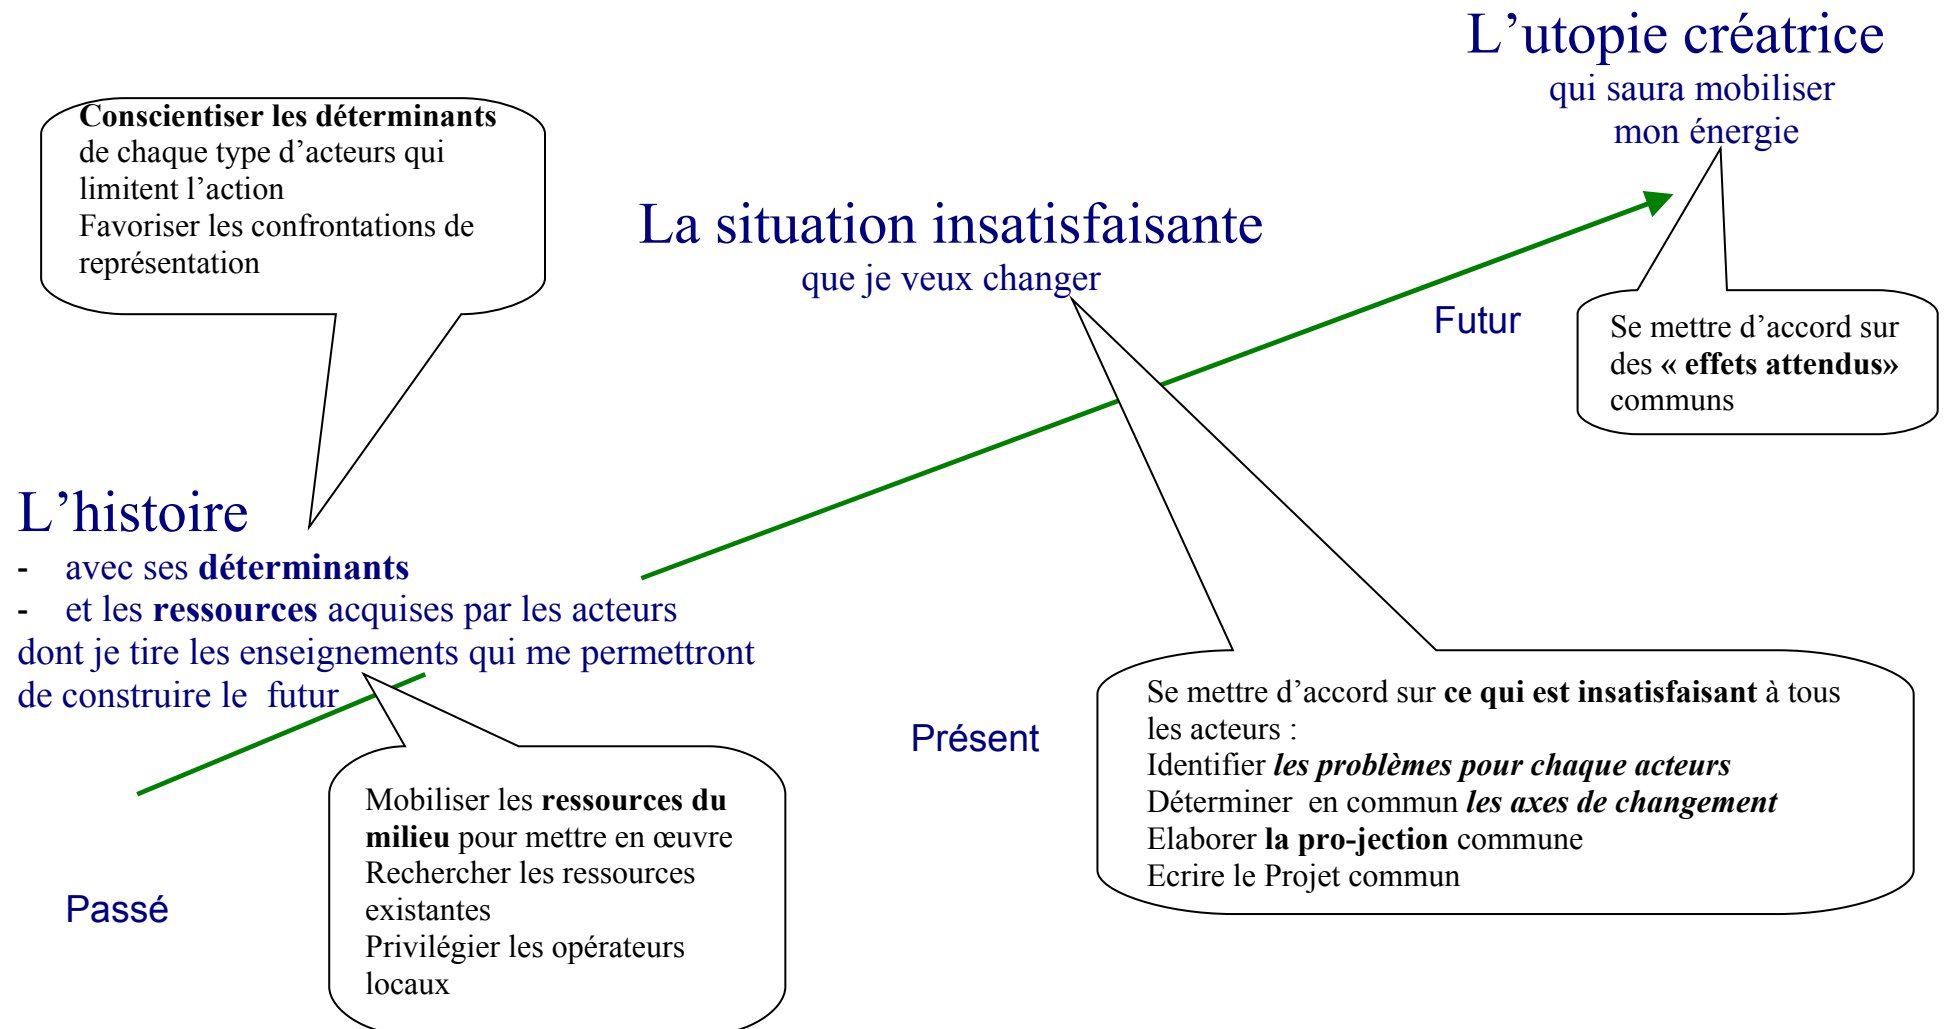 L’utopie créatrice
qui saura mobiliser
mon énergie
Conscientiser les déterminants
de chaque type d’acteurs qui
limitent l’action
Favoriser les confrontations de
représentation
La situation insatisfaisante
que je veux changer
Futur
Se mettre d’accord sur
des « effets attendus»
communs
L’histoire
- avec ses déterminants
- et les ressources acquises par les acteurs
dont je tire les enseignements qui me permettront
de construire le futur
Présent
Se mettre d’accord sur ce qui est insatisfaisant à tous
les acteurs :
Identifier les problèmes pour chaque acteurs
Déterminer en commun les axes de changement
Elaborer la pro-jection commune
Ecrire le Projet commun
Passé
Mobiliser les ressources du
milieu pour mettre en œuvre
Rechercher les ressources
existantes
Privilégier les opérateurs
locaux